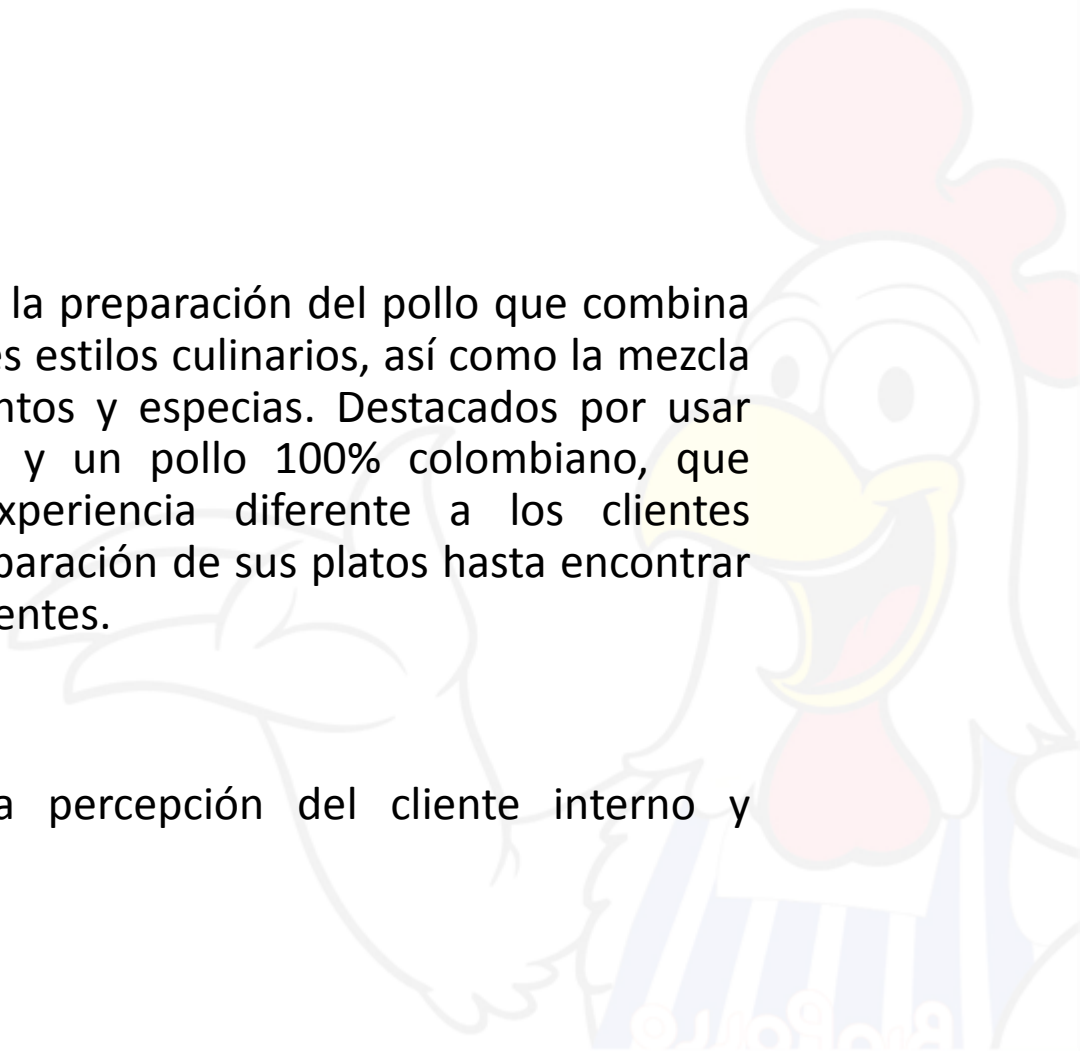 la preparación del pollo que combina
es estilos culinarios, así como la mezcla
ntos y especias. Destacados por usar
y un pollo 100% colombiano, que
xperiencia diferente a los clientes
paración de sus platos hasta encontrar
entes.
a percepción del cliente interno y